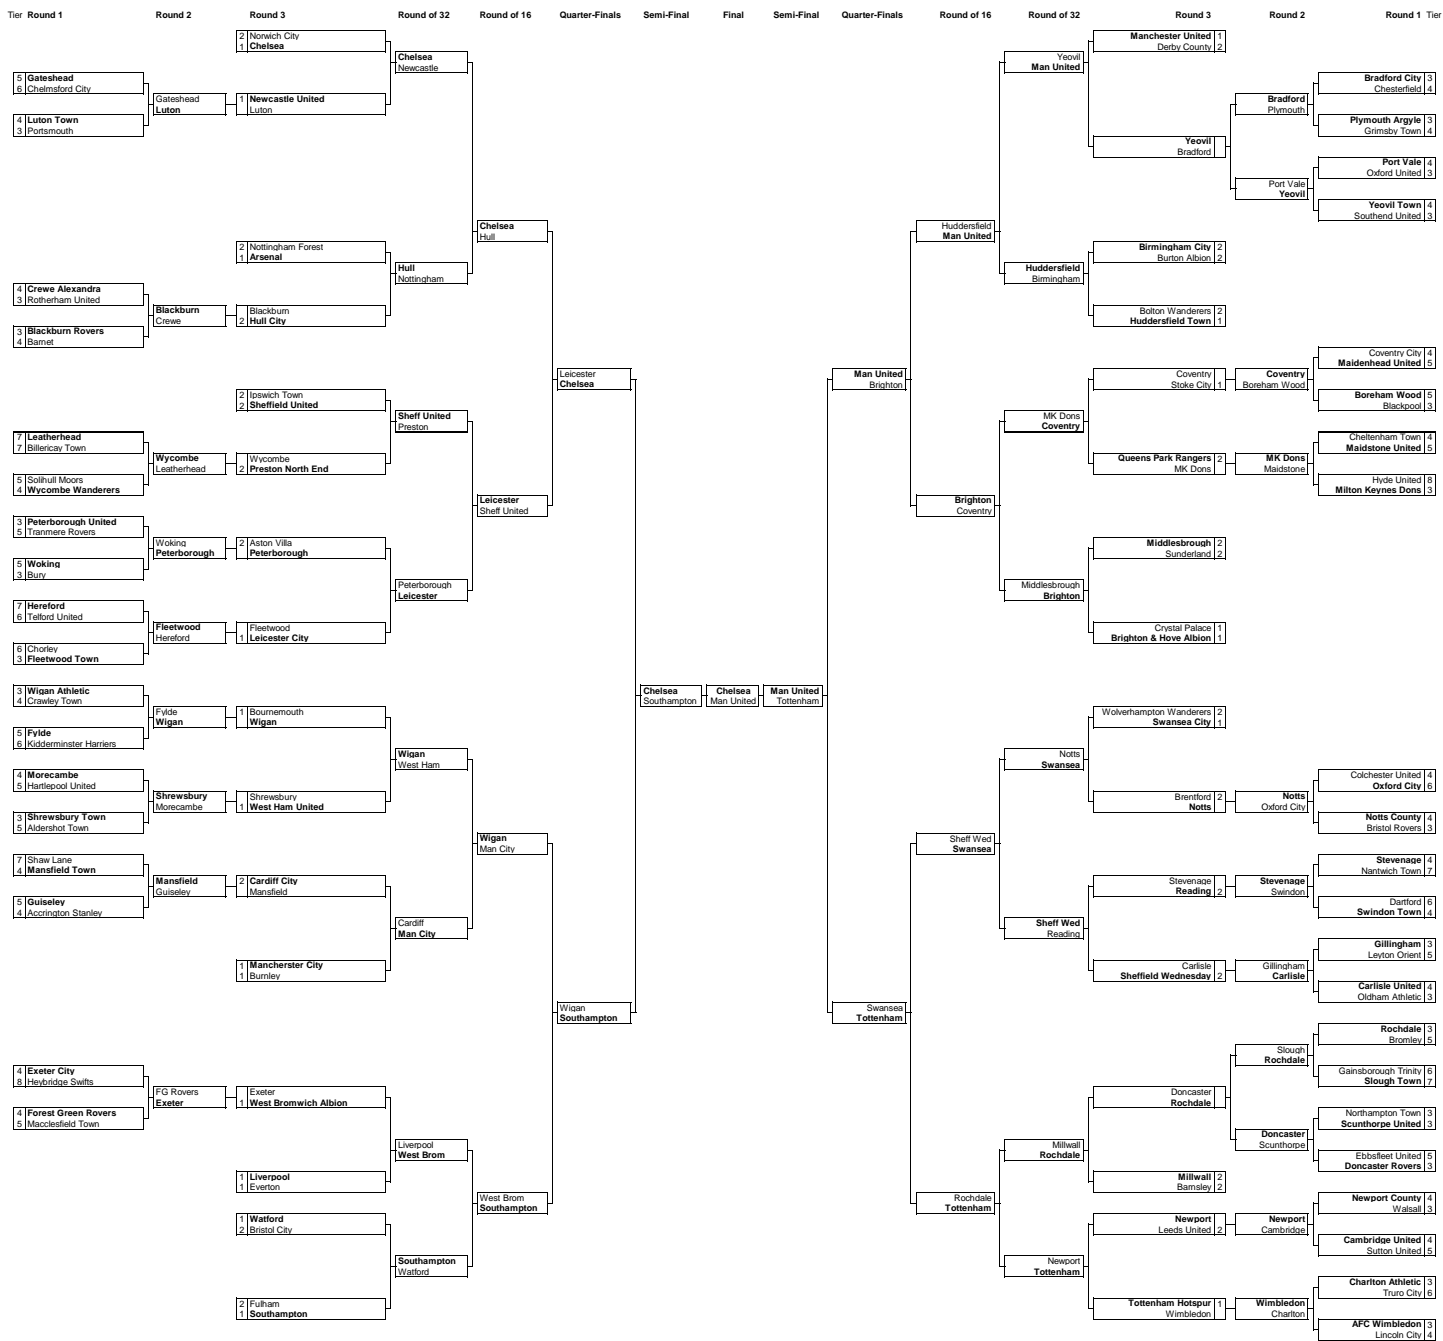 Tier Round 1 Round 2 Round 3 Round of 32 Round of 16 Quarter-Finals Semi-Final Final Semi-Final Quarter-Finals Round of 16 Round of 32 Round 3 Round 2 Round 1 Tier
2 Norwich City
1 Chelsea
Chelsea
Newcastle
5 Gateshead
6 Chelmsford City
Gateshead
Luton
1 Newcastle United
Luton
4 Luton Town
3 Portsmouth
Chelsea
Hull
2 Nottingham Forest
1 Arsenal
Hull
Nottingham
4 Crewe Alexandra
3 Rotherham United
Blackburn
Crewe
Blackburn
2 Hull City
3 Blackburn Rovers
4 Barnet
Leicester
Chelsea
2 Ipswich Town
2 Sheffield United
Sheff United
Preston
7 Leatherhead
7 Billericay Town
Wycombe
Leatherhead
Wycombe
2 Preston North End
5 Solihull Moors
4 Wycombe Wanderers
Leicester
Sheff United
3 Peterborough United
5 Tranmere Rovers
Woking
Peterborough
2 Aston Villa
Peterborough
5 Woking
3 Bury
Peterborough
Leicester
7 Hereford
6 Telford United
Fleetwood
Hereford
Fleetwood
1 Leicester City
6 Chorley
3 Fleetwood Town
Chelsea
Southampton
Chelsea
Man United
Man United
Tottenham
3 Wigan Athletic
4 Crawley Town
Fylde
Wigan
1 Bournemouth
Wigan
5 Fylde
6 Kidderminster Harriers
Wigan
West Ham
4 Morecambe
5 Hartlepool United
Shrewsbury
Morecambe
Shrewsbury
1 West Ham United
3 Shrewsbury Town
5 Aldershot Town
Wigan
Man City
7 Shaw Lane
4 Mansfield Town
Mansfield
Guiseley
2 Cardiff City
Mansfield
5 Guiseley
4 Accrington Stanley
Cardiff
Man City
1 Mancherster City
1 Burnley
Wigan
Southampton
4 Exeter City
8 Heybridge Swifts
FG Rovers
Exeter
Exeter
1 West Bromwich Albion
4 Forest Green Rovers
5 Macclesfield Town
Liverpool
West Brom
1 Liverpool
1 Everton
West Brom
Southampton
1 Watford
2 Bristol City
Southampton
Watford
2 Fulham
1 Southampton
Manchester United 1
Derby County 2
Yeovil
Man United
Bradford City 3
Chesterfield 4
Bradford
Plymouth
Plymouth Argyle 3
Grimsby Town 4
Yeovil
Bradford
Port Vale 4
Oxford United 3
Port Vale
Yeovil
Yeovil Town 4
Southend United 3
Huddersfield
Man United
Birmingham City 2
Burton Albion 2
Huddersfield
Birmingham
Bolton Wanderers 2
Huddersfield Town 1
Man United
Brighton
Coventry City 4
Maidenhead United 5
Coventry
Stoke City 1
Coventry
Boreham Wood
Boreham Wood 5
Blackpool 3
MK Dons
Coventry
Cheltenham Town 4
Maidstone United 5
Queens Park Rangers 2
MK Dons
MK Dons
Maidstone
Hyde United 8
Milton Keynes Dons 3
Brighton
Coventry
Middlesbrough 2
Sunderland 2
Middlesbrough
Brighton
Crystal Palace 1
Brighton & Hove Albion 1
Wolverhampton Wanderers 2
Swansea City 1
Notts
Swansea
Colchester United 4
Oxford City 6
Brentford 2
Notts
Notts
Oxford City
Notts County 4
Bristol Rovers 3
Sheff Wed
Swansea
Stevenage 4
Nantwich Town 7
Stevenage
Reading 2
Stevenage
Swindon
Dartford 6
Swindon Town 4
Sheff Wed
Reading
Gillingham 3
Leyton Orient 5
Carlisle
Sheffield Wednesday 2
Gillingham
Carlisle
Carlisle United 4
Oldham Athletic 3
Swansea
Tottenham
Rochdale 3
Bromley 5
Slough
Rochdale
Gainsborough Trinity 6
Slough Town 7
Doncaster
Rochdale
Northampton Town 3
Scunthorpe United 3
Doncaster
Scunthorpe
Millwall
Rochdale
Ebbsfleet United 5
Doncaster Rovers 3
Millwall 2
Barnsley 2
Rochdale
Tottenham
Newport County 4
Walsall 3
Newport
Leeds United 2
Newport
Cambridge
Cambridge United 4
Sutton United 5
Newport
Tottenham
Charlton Athletic 3
Truro City 6
Tottenham Hotspur 1
Wimbledon
Wimbledon
Charlton
AFC Wimbledon 3
Lincoln City 4